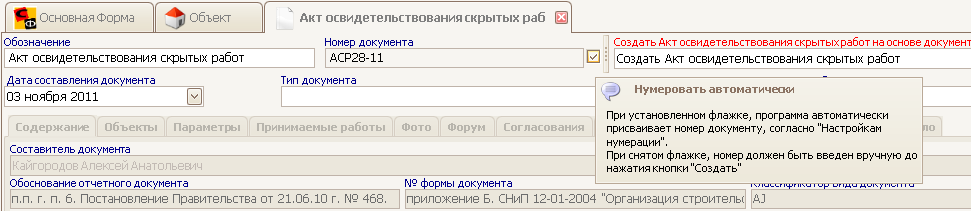 Основная Форма
Объект
Акт освидетельствования скрытых раб
Обозначение
Номер документа
Создать Акт освидетельствования скрытых работ на основе документ
Акт освидетельствования скрытых работ
АСР28-11
Создать Акт освидетельствования скрытых работ
Дата составления документа
Тип документа
03 ноября 2011
Нумеровать автоматически
При установленном флажке, программа автоматически
присваивает номер документу, согласно "Настройкам
нумерации".
При снятом флажке, номер должен быть введен вручную до
нажатия кнопки "Создать"
Содержание
Объекты
Параметры
Принимаемые работы
Фото
Форум
Согласования
Составитель документа
Кайгородов Алексей Анатольевич
Обоснование отчетного документа
№ формы документа
Классификатор вида документа
п.п. г. п. 6. Постановление Правительства от 21.06.10 г. № 468.
приложение Б. СНиП 12-01-2004 "Организация строитель
AJ